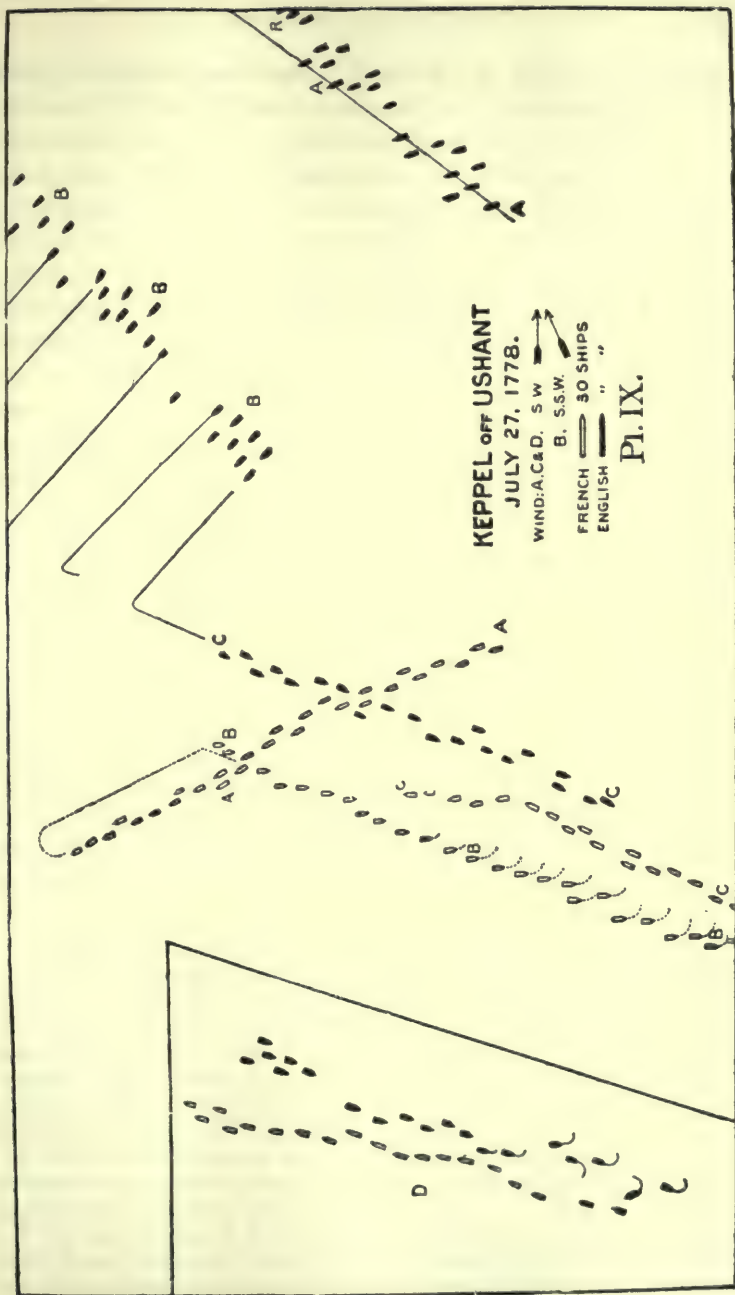 KEPPEL OFF USHANT
JULY 27, 1778.
WIND: A.C&D. S W
B. S.S.W.
FRENCH 30 SHIPS
ENGLISH " "
Pl. IX.
R
A
A
B
B
B
C
A
B
A
C
C
C
B
C
B
D